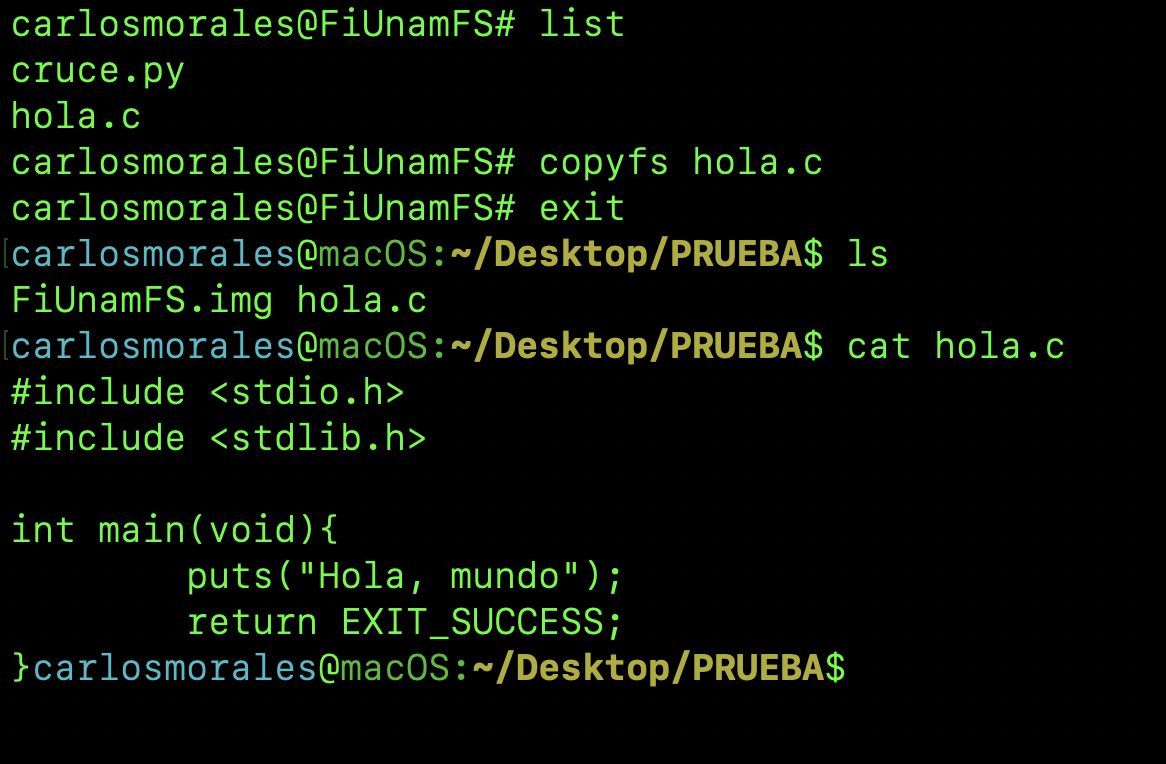 carlosmorales@FiUnamFS# list
cruce.py
hola.c
carlosmorales@FiUnamFS# copyfs hola.c
carlosmorales@FiUnamFS# exit
[carlosmorales@macOS:~/Desktop/PRUEBA$ ls
FiUnamFS.img hola.c
[carlosmorales@macOS:~/Desktop/PRUEBA$ cat hola.c
#include <stdio.h>
#include <stdlib.h>

int main(void){
        puts("Hola, mundo");
        return EXIT_SUCCESS;
}carlosmorales@macOS:~/Desktop/PRUEBA$